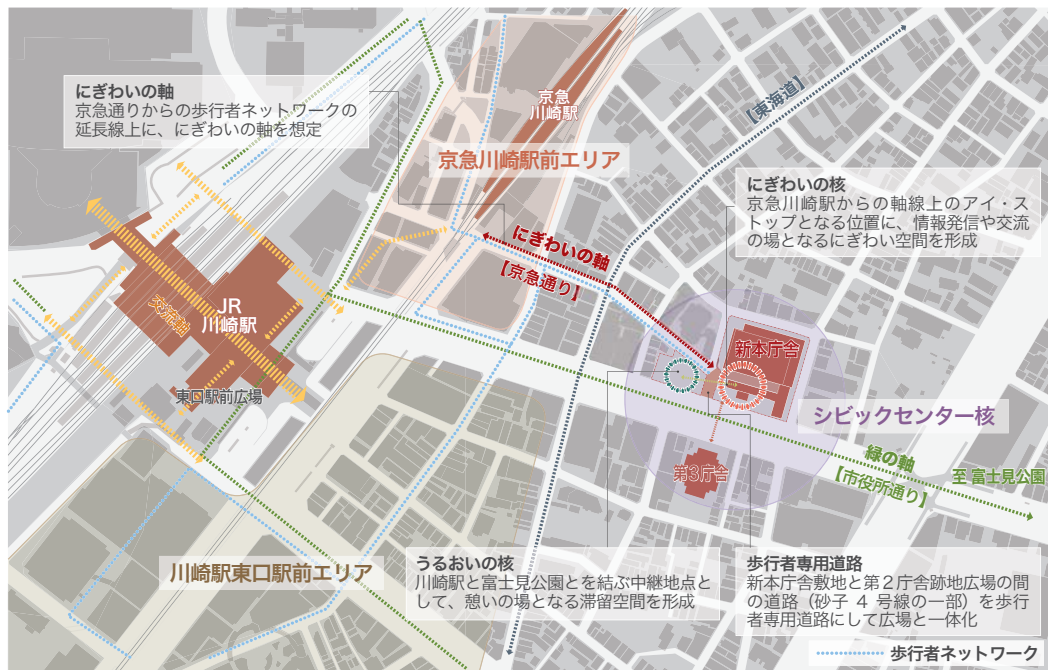 にぎわいの軸
京急通りからの歩行者ネットワークの
延長線上に、にぎわいの軸を想定
京急
川崎駅
【東海道】
京急川崎駅前エリア
にぎわいの核
京急川崎駅からの軸線上のアイ・ス
トップとなる位置に、情報発信や交流
の場となるにぎわい空間を形成
にぎわいの軸
【京急通り】
JR
川崎駅
交流軸
東口駅前広場
新本庁舎
シビックセンター核
第3庁舎
緑の軸
【市役所通り】
至 富士見公園
川崎駅東口駅前エリア
うるおいの核
川崎駅と富士見公園とを結ぶ中継地点と
して、憩いの場となる滞留空間を形成
歩行者専用道路
新本庁舎敷地と第２庁舎跡地広場の間
の道路（砂子 ４ 号線の一部）を歩行
者専用道路にして広場と一体化
歩行者ネットワーク